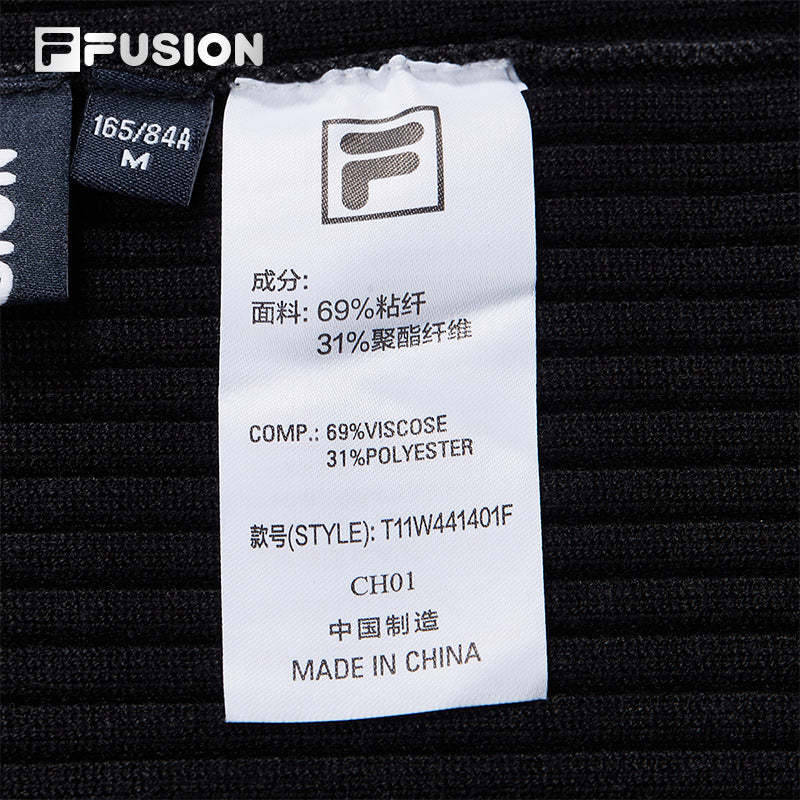 FUSION
165/84A
M
F
成分:
面料: 69%粘纤
31%聚酯纤维
COMP.: 69%VISCOSE
31%POLYESTER
款号(STYLE): T11W441401F
CH01
中国制造
MADE IN CHINA